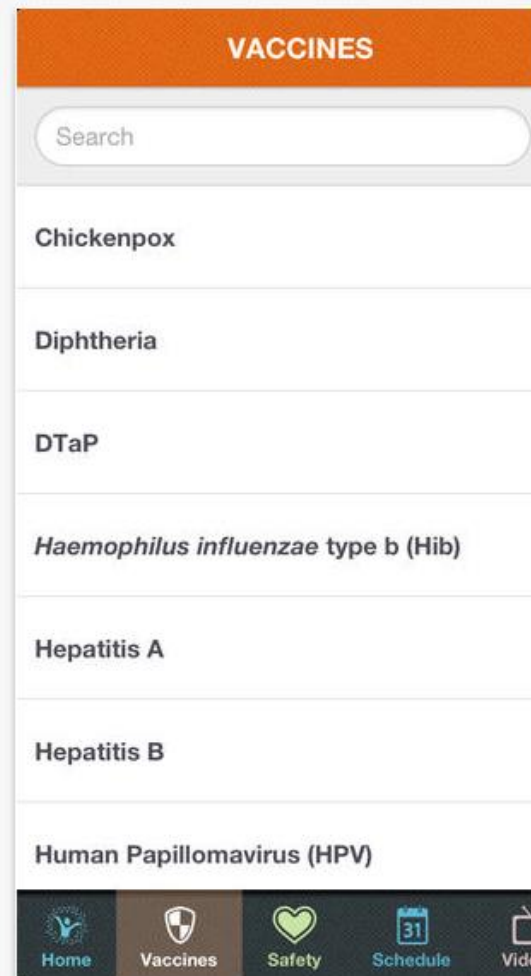 VACCINES
Search
Chickenpox
Diphtheria
DTaP
Haemophilus influenzae type b (Hib)
Hepatitis A
Hepatitis B
Human Papillomavirus (HPV)
31
Home Vaccines Safety Schedule